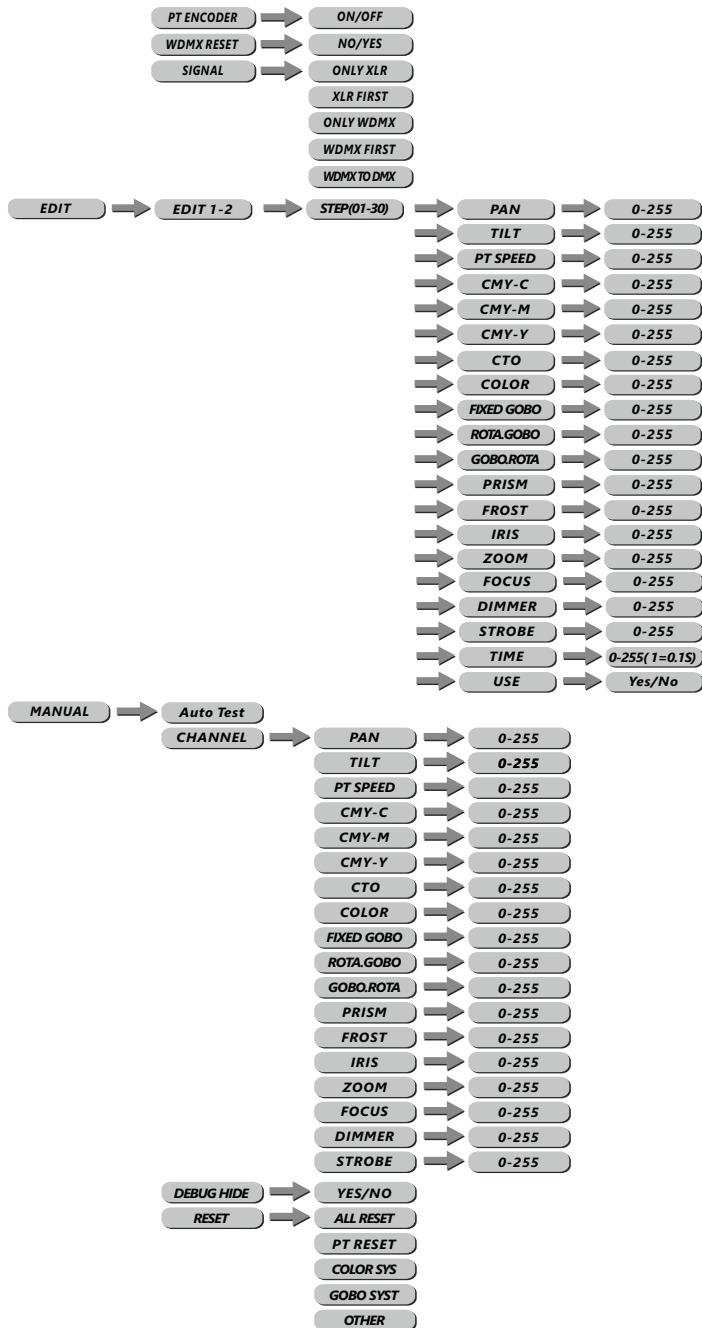 PT ENCODER ON/OFF
WDMX RESET NO/YES
SIGNAL ONLY XLR
XLR FIRST
ONLY WDMX
WDMX FIRST
WDMX TO DMX
EDIT EDIT 1-2 STEP(01-30) PAN 0-255
TILT 0-255
PT SPEED 0-255
CMY-C 0-255
CMY-M 0-255
CMY-Y 0-255
CTO 0-255
COLOR 0-255
FIXED GOBO 0-255
ROTA.GOBO 0-255
GOBO.ROTA 0-255
PRISM 0-255
FROST 0-255
IRIS 0-255
ZOOM 0-255
FOCUS 0-255
DIMMER 0-255
STROBE 0-255
TIME 0-255( 1=0.1S)
USE Yes/No
MANUAL Auto Test
CHANNEL PAN 0-255
TILT 0-255
PT SPEED 0-255
CMY-C 0-255
CMY-M 0-255
CMY-Y 0-255
CTO 0-255
COLOR 0-255
FIXED GOBO 0-255
ROTA.GOBO 0-255
GOBO.ROTA 0-255
PRISM 0-255
FROST 0-255
IRIS 0-255
ZOOM 0-255
FOCUS 0-255
DIMMER 0-255
STROBE 0-255
DEBUG HIDE YES/NO
RESET ALL RESET
PT RESET
COLOR SYS
GOBO SYST
OTHER